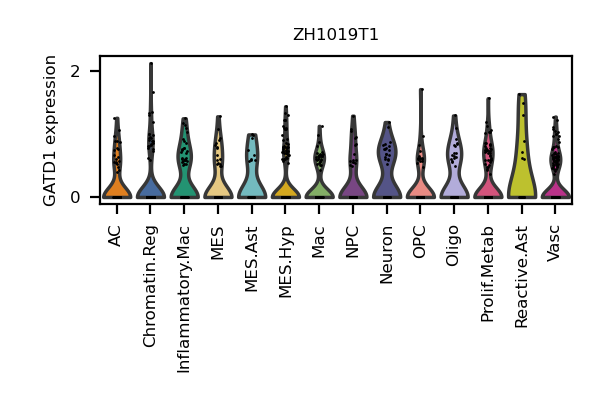 ZH1019T1
GATD1 expression
2
0
AC
Chromatin.Reg
Inflammatory.Mac
MES
MES.Ast
MES.Hyp
Mac
NPC
Neuron
OPC
Oligo
Prolif.Metab
Reactive.Ast
Vasc